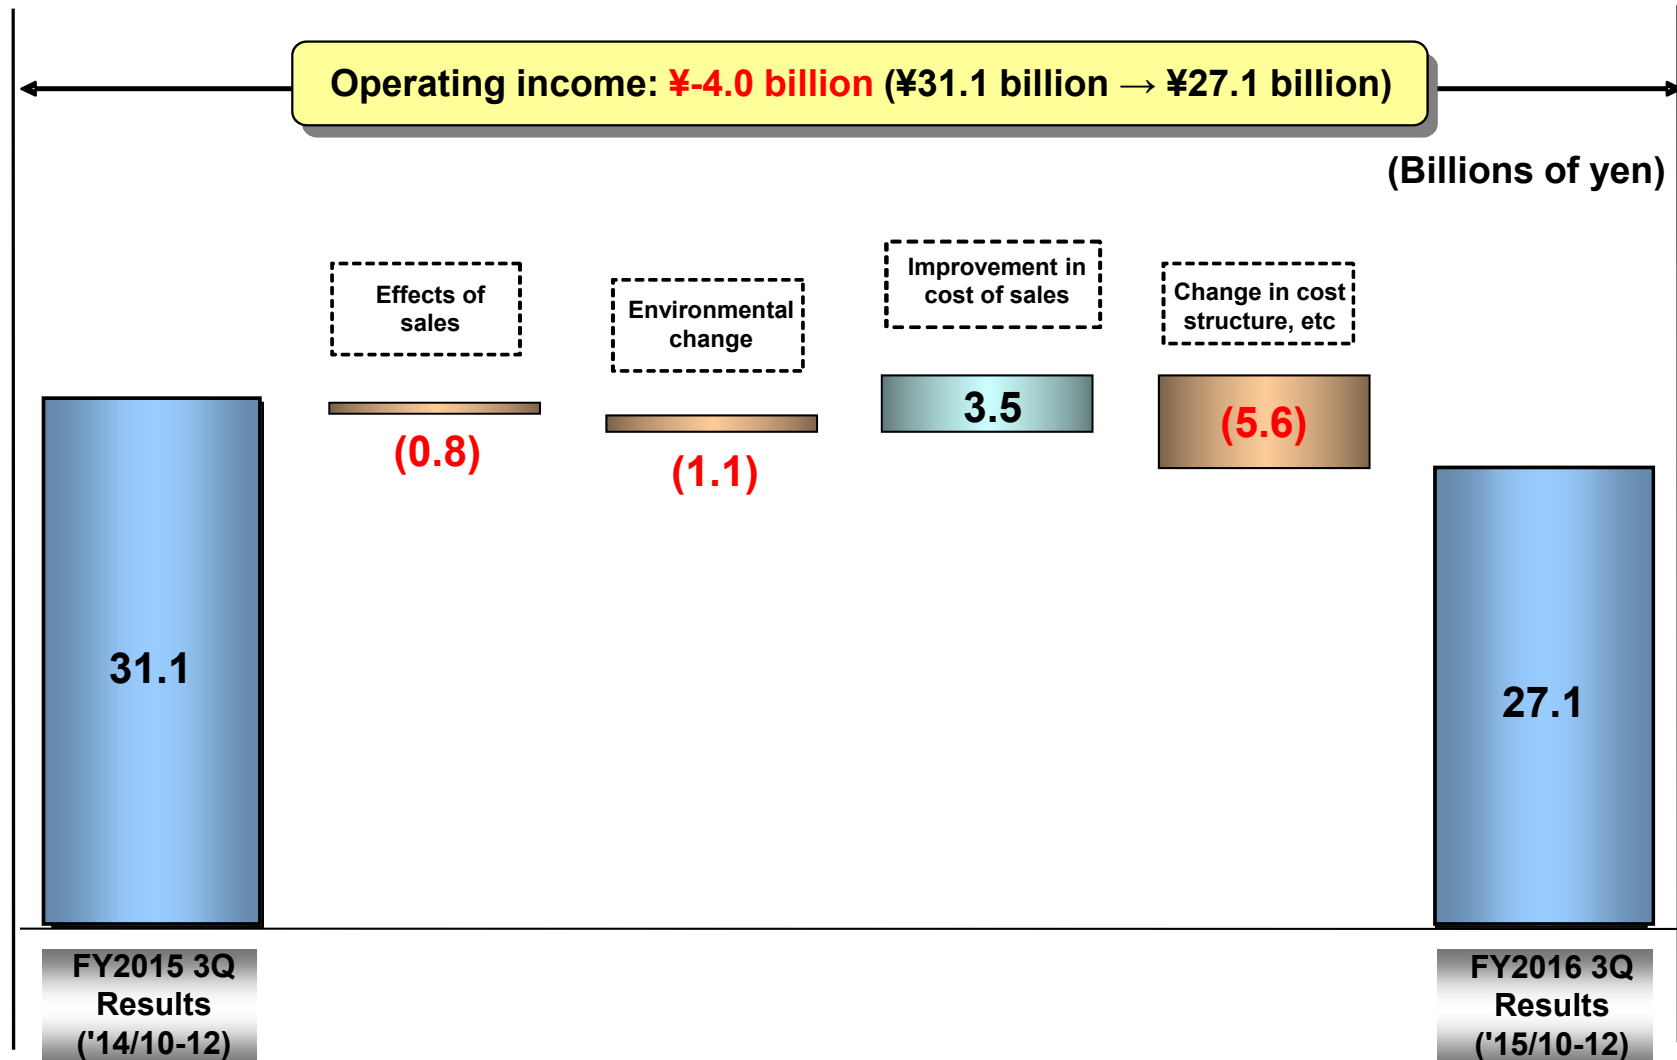 Operating income: ¥-4.0 billion (¥31.1 billion → ¥27.1 billion)
(Billions of yen)
Effects of
sales
Environmental
change
Improvement in
cost of sales
Change in cost
structure, etc
31.1
(0.8)
(1.1)
3.5
(5.6)
27.1
FY2015 3Q
Results
('14/10-12)
FY2016 3Q
Results
('15/10-12)